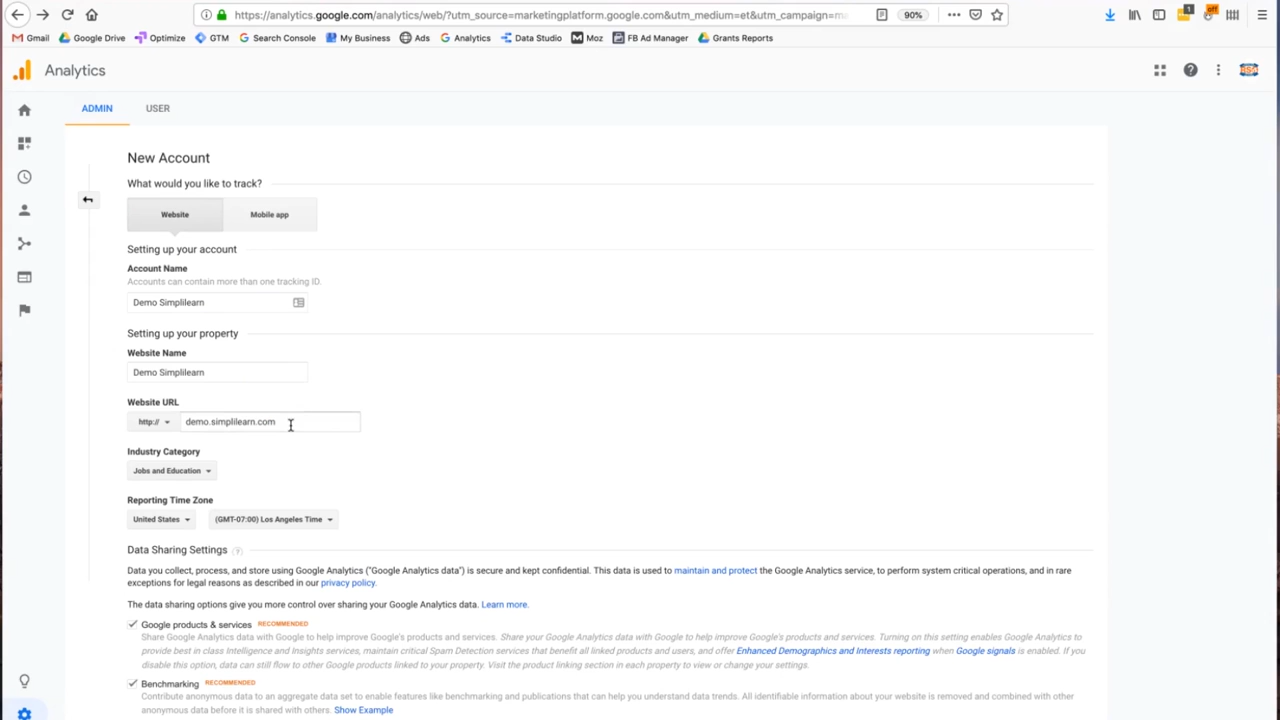 https://analytics.google.com/analytics/web/?utm_source=marketingplatform.google.com&utm_medium=et&utm_campaign=
90%
1
off
Gmail
Google Drive
Optimize
GTM
Search Console
My Business
Ads
Analytics
Data Studio
Moz
FB Ad Manager
Grants Reports
Analytics
ADMIN
USER
New Account
What would you like to track?
Website
Mobile app
Setting up your account
Account Name
Accounts can contain more than one tracking ID.
Demo Simplilearn
Setting up your property
Website Name
Demo Simplilearn
Website URL
http://
demo.simplilearn.com
Industry Category
Jobs and Education
Reporting Time Zone
United States
(GMT-07:00) Los Angeles Time
Data Sharing Settings ?
Data you collect, process, and store using Google Analytics ("Google Analytics data") is secure and kept confidential. This data is used to maintain and protect the Google Analytics service, to perform system critical operations, and in rare
exceptions for legal reasons as described in our privacy policy.
The data sharing options give you more control over sharing your Google Analytics data. Learn more.
Google products & services RECOMMENDED
Share Google Analytics data with Google to help improve Google's products and services. Share your Google Analytics data with Google to help improve Google's products and services. Turning on this setting enables Google Analytics to
provide best in class Intelligence and Insights services, maintain critical Spam Detection services that benefit all linked products and users, and offer Enhanced Demographics and Interests reporting when Google signals is enabled. If you
disable this option, data can still flow to other Google products linked to your property. Visit the product linking section in each property to view or change your settings.
Benchmarking RECOMMENDED
Contribute anonymous data to an aggregate data set to enable features like benchmarking and publications that can help you understand data trends. All identifiable information about your website is removed and combined with other
anonymous data before it is shared with others. Show Example